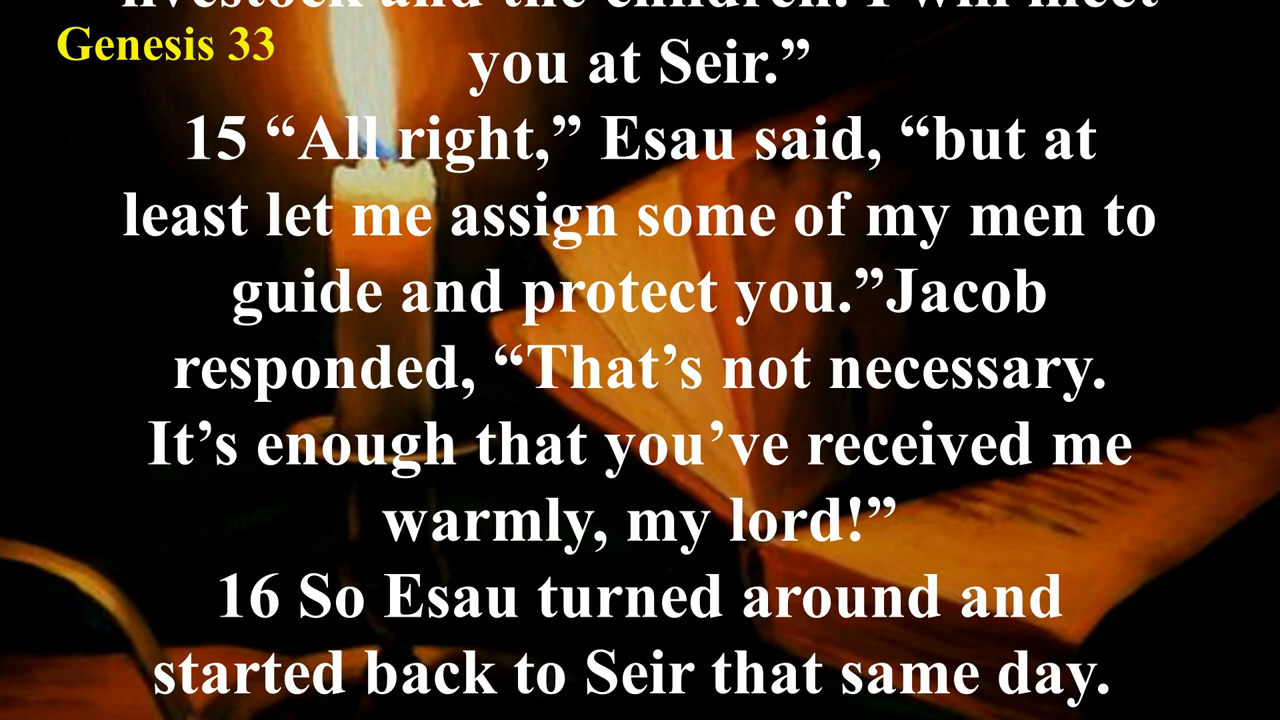 livestock and the children. I will meet
Genesis 33
you at Seir.”
15 “All right,” Esau said, “but at
least let me assign some of my men to
guide and protect you.”Jacob
responded, “That’s not necessary.
It’s enough that you’ve received me
warmly, my lord!”
16 So Esau turned around and
started back to Seir that same day.